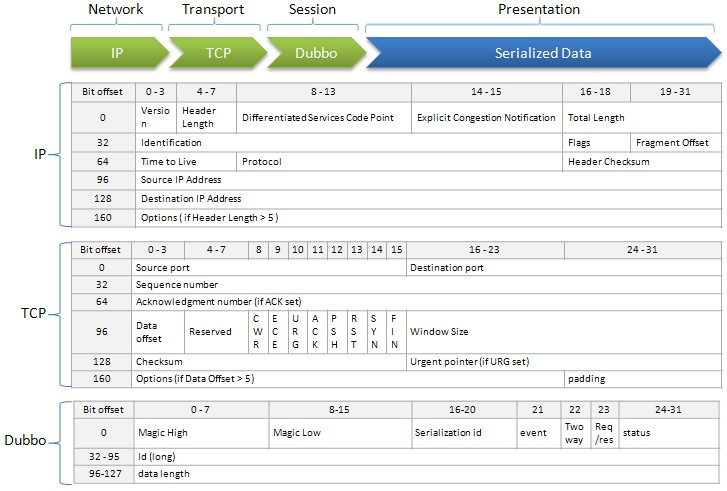 Network Transport Session Presentation
IP TCP Dubbo Serialized Data
IP
Bit offset 0 - 3 4 - 7 8 - 13 14 - 15 16 - 18 19 - 31
0 Versio
n Header
Length Differentiated Services Code Point Explicit Congestion Notification Total Length
32 Identification Flags Fragment Offset
64 Time to Live Protocol Header Checksum
96 Source IP Address
128 Destination IP Address
160 Options ( if Header Length > 5 )
TCP
Bit offset 0 - 3 4 - 7 8 9 10 11 12 13 14 15 16 - 23 24 - 31
0 Source port Destination port
32 Sequence number
64 Acknowledgment number (if ACK set)
96 Data
offset Reserved C
W
R E
C
E U
R
G A
C
K P
S
H R
S
T S
Y
N F
I
N Window Size
128 Checksum Urgent pointer (if URG set)
160 Options (if Data Offset > 5) padding
Dubbo
Bit offset 0 - 7 8-15 16-20 21 22 23 24-31
0 Magic High Magic Low Serialization id event Two
way Req
/res status
32 - 95 Id (long)
96-127 data length